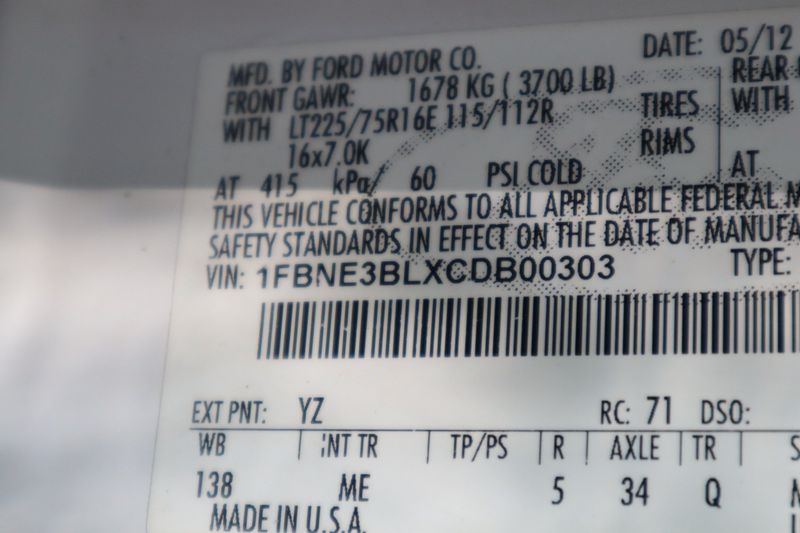 MFD. BY FORD MOTOR CO.
DATE: 05/12
FRONT GAWR: 1678 KG ( 3700 LB)
REAR
WITH LT225/75R16E 115/112R
TIRES
WITH
16x7.0K
RIMS
AT 415 kPa/ 60 PSI COLD
AT
THIS VEHICLE CONFORMS TO ALL APPLICABLE FEDERAL M
SAFETY STANDARDS IN EFFECT ON THE DATE OF MANUFA
VIN: 1FBNE3BLXCDB00303
TYPE:
EXT PNT: YZ RC: 71 DSO:
WB INT TR TP/PS R AXLE TR S
138 ME 5 34 Q
MADE IN U.S.A.